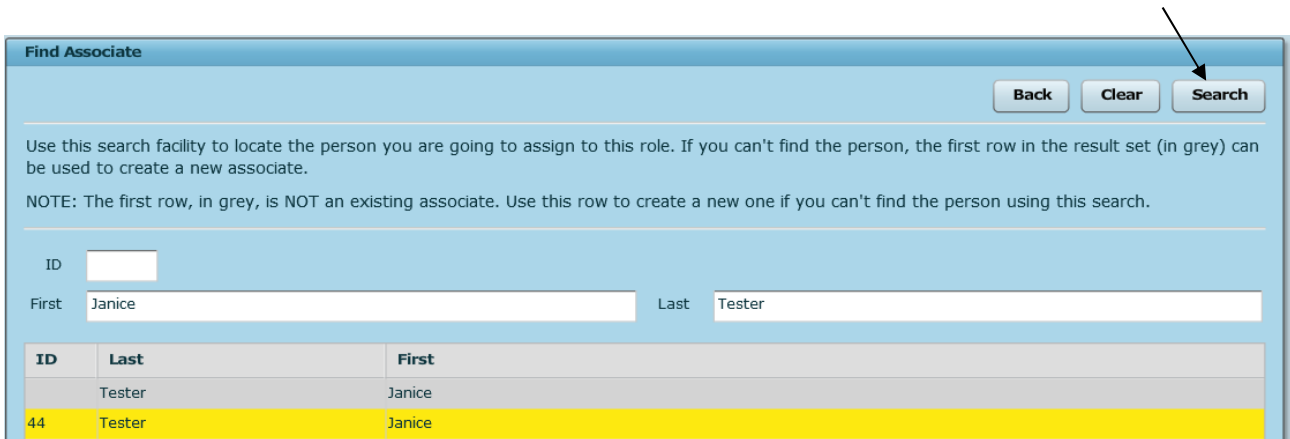 Find Associate
Back Clear Search
Use this search facility to locate the person you are going to assign to this role. If you can't find the person, the first row in the result set (in grey) can
be used to create a new associate.
NOTE: The first row, in grey, is NOT an existing associate. Use this row to create a new one if you can't find the person using this search.
ID
First Janice Last Tester
ID Last First
Tester Janice
44 Tester Janice